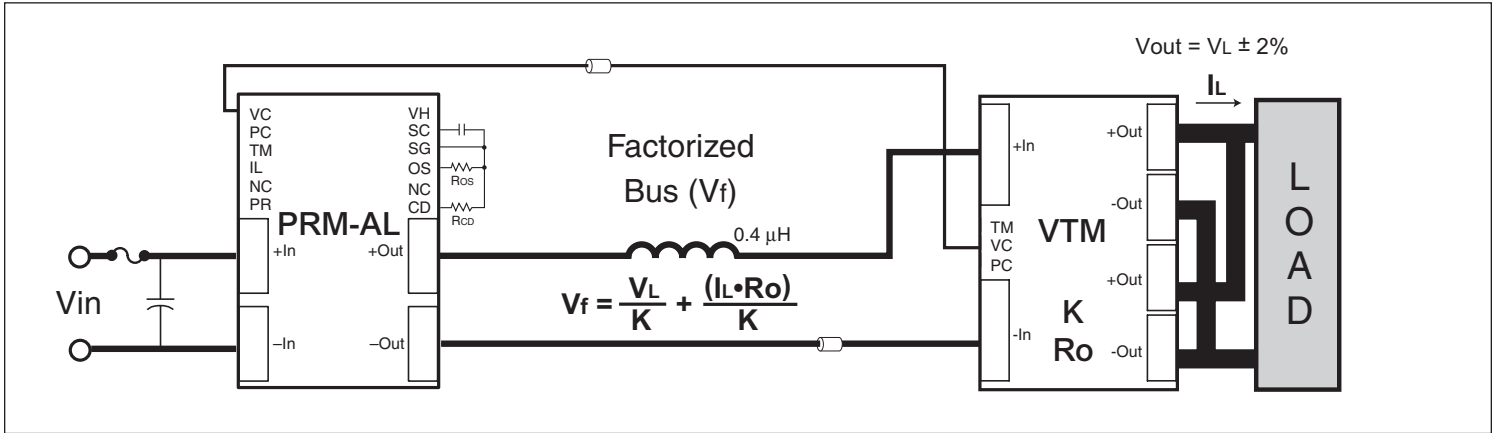 Vout = VL ± 2%
IL
VC
PC
TM
IL
NC
PR
VH
SC
SG
OS
NC
CD
ROS
RCD
PRM-AL
+In
–In
+Out
–Out
Vin
Factorized
Bus (Vf)
0.4 µH
Vf = VL/K + (IL•Ro)/K
+In
TM
VC
PC
-In
VTM
K
Ro
+Out
-Out
+Out
-Out
LOAD